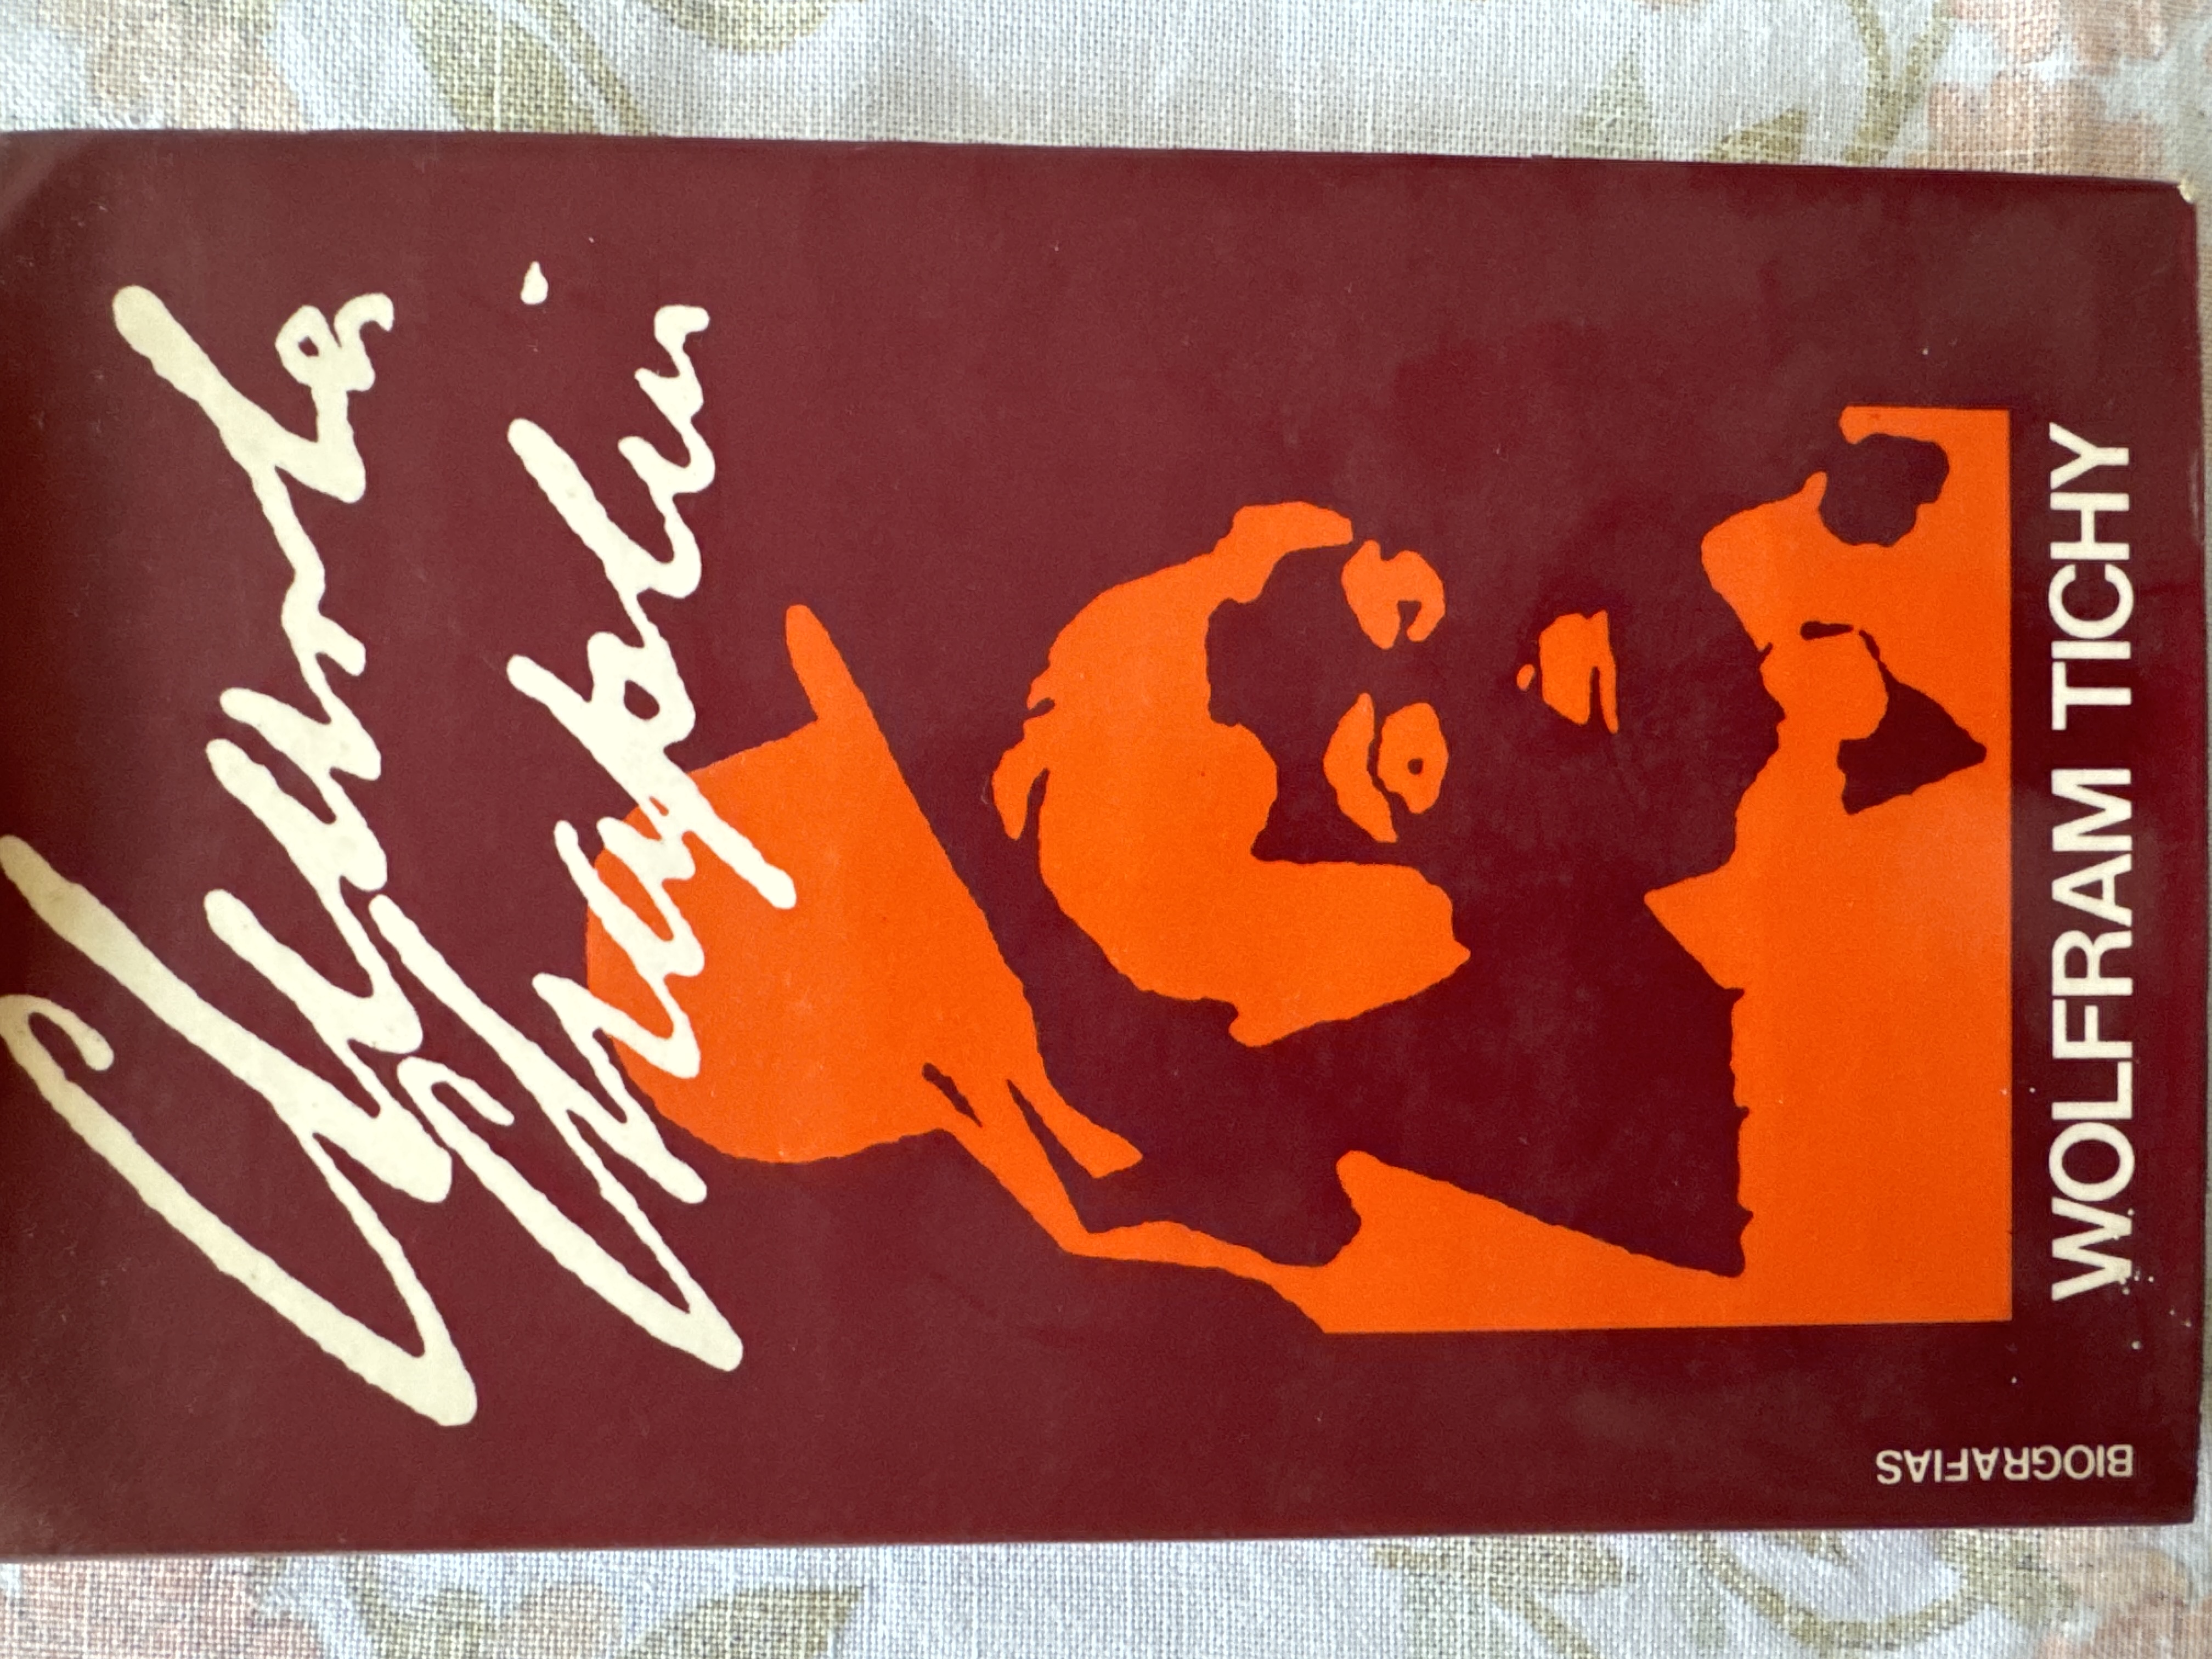 Charlie
Chaplin
WOLFRAM TICHY
BIOGRAFIAS